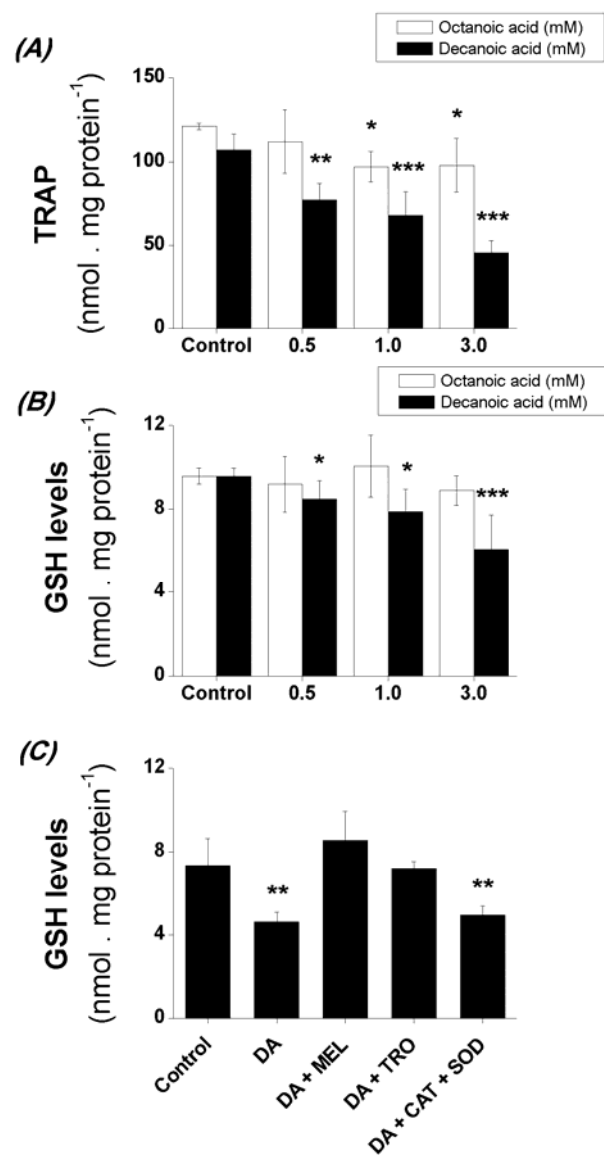 Octanoic acid (mM)
Decanoic acid (mM)
(A)
TRAP
(nmol . mg protein⁻¹)
150
100
50
0
*
*
**
***
***
Control 0.5 1.0 3.0
Octanoic acid (mM)
Decanoic acid (mM)
(B)
GSH levels
(nmol . mg protein⁻¹)
12
8
4
0
*
*
***
Control 0.5 1.0 3.0
(C)
GSH levels
(nmol . mg protein⁻¹)
12
8
4
0
**
**
Control
DA
DA + MEL
DA + TRO
DA + CAT + SOD